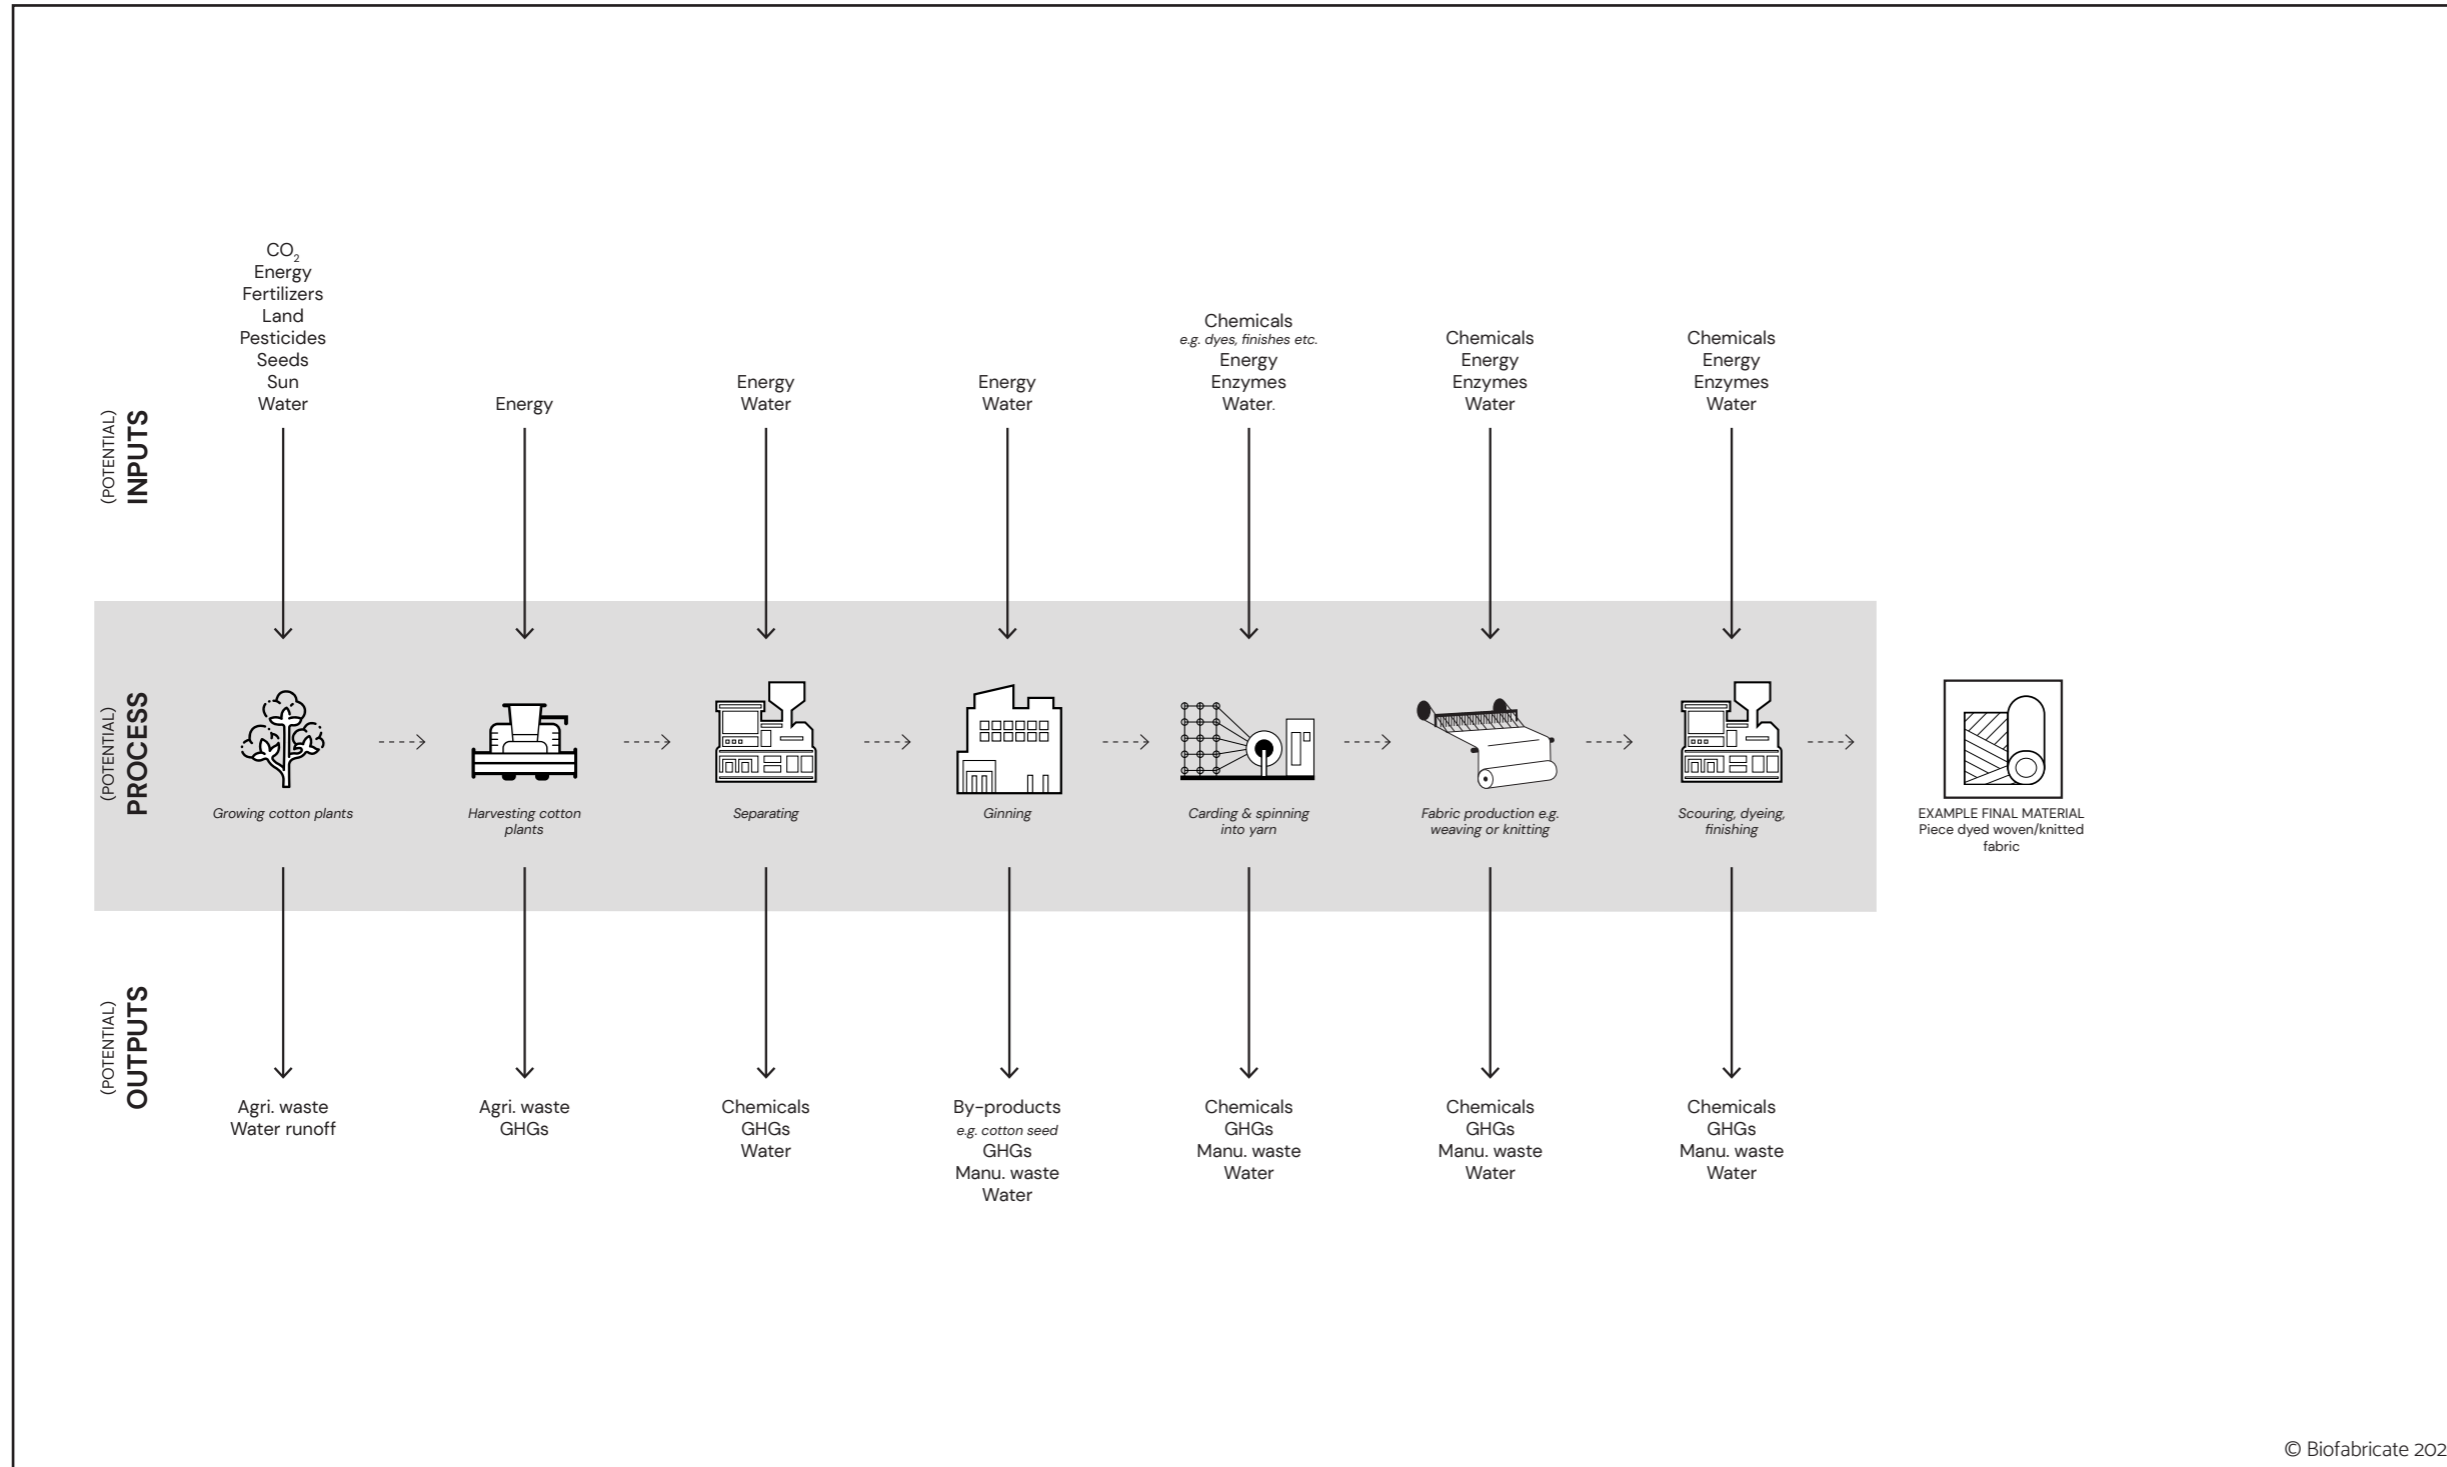 CO₂
Energy
Fertilizers
Land
Pesticides
Seeds
Sun
Water
Energy
Energy
Water
Energy
Water
Chemicals
e.g. dyes, finishes etc.
Energy
Enzymes
Water.
Chemicals
Energy
Enzymes
Water
Chemicals
Energy
Enzymes
Water
(POTENTIAL)
INPUTS
(POTENTIAL)
PROCESS
Growing cotton plants
Harvesting cotton
plants
Separating
Ginning
Carding & spinning
into yarn
Fabric production e.g.
weaving or knitting
Scouring, dyeing,
finishing
EXAMPLE FINAL MATERIAL
Piece dyed woven/knitted
fabric
(POTENTIAL)
OUTPUTS
Agri. waste
Water runoff
Agri. waste
GHGs
Chemicals
GHGs
Water
By-products
e.g. cotton seed
GHGs
Manu. waste
Water
Chemicals
GHGs
Manu. waste
Water
Chemicals
GHGs
Manu. waste
Water
Chemicals
GHGs
Manu. waste
Water
© Biofabricate 202